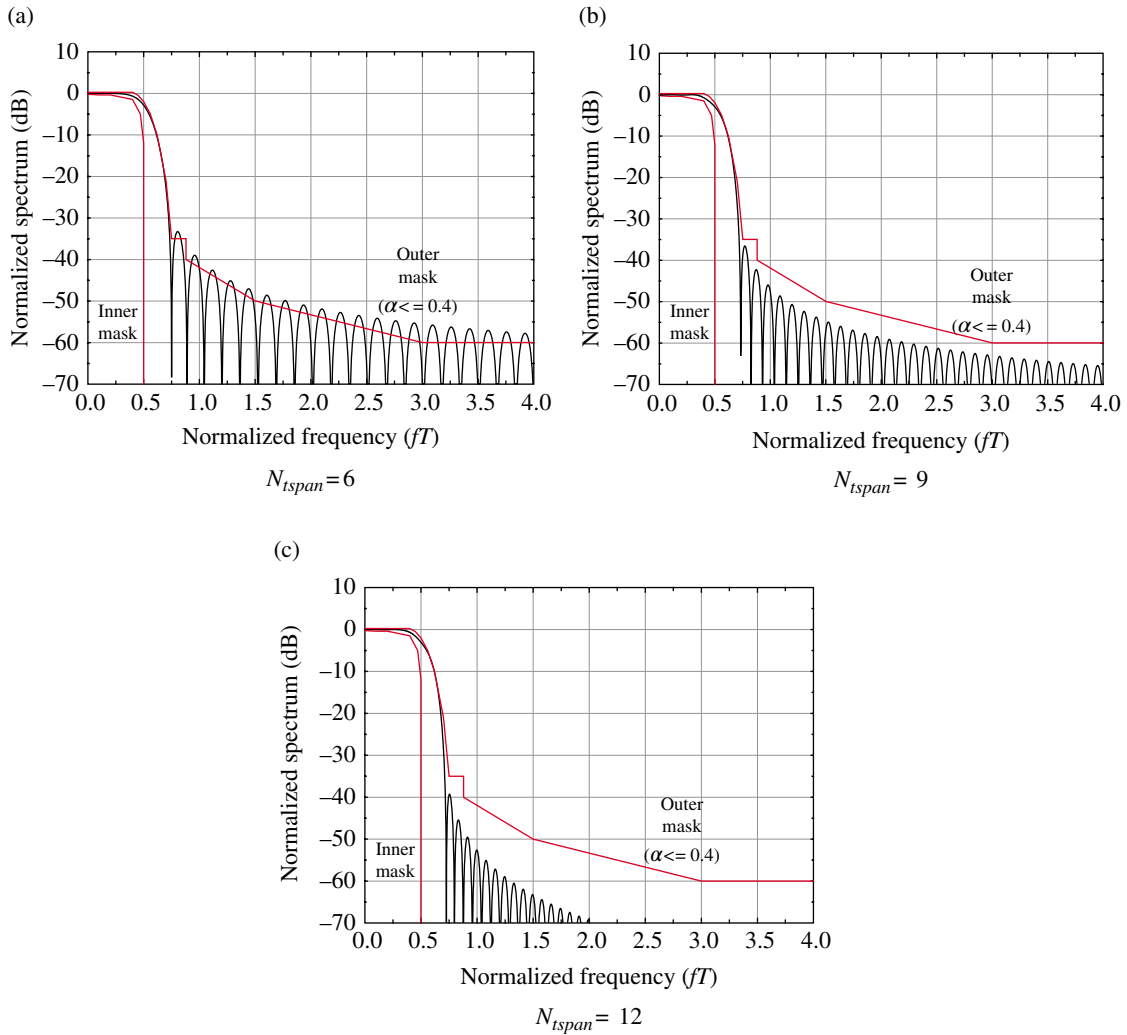 (a)
Normalized spectrum (dB)
10
0
–10
–20
–30
–40
–50
–60
–70
Inner
mask
Outer
mask
(α<= 0.4)
0.0 0.5 1.0 1.5 2.0 2.5 3.0 3.5 4.0
Normalized frequency (fT)
N_tspan = 6
(b)
Normalized spectrum (dB)
10
0
–10
–20
–30
–40
–50
–60
–70
Inner
mask
Outer
mask
(α<= 0.4)
0.0 0.5 1.0 1.5 2.0 2.5 3.0 3.5 4.0
Normalized frequency (fT)
N_tspan = 9
(c)
Normalized spectrum (dB)
10
0
–10
–20
–30
–40
–50
–60
–70
Inner
mask
Outer
mask
(α<= 0.4)
0.0 0.5 1.0 1.5 2.0 2.5 3.0 3.5 4.0
Normalized frequency (fT)
N_tspan = 12